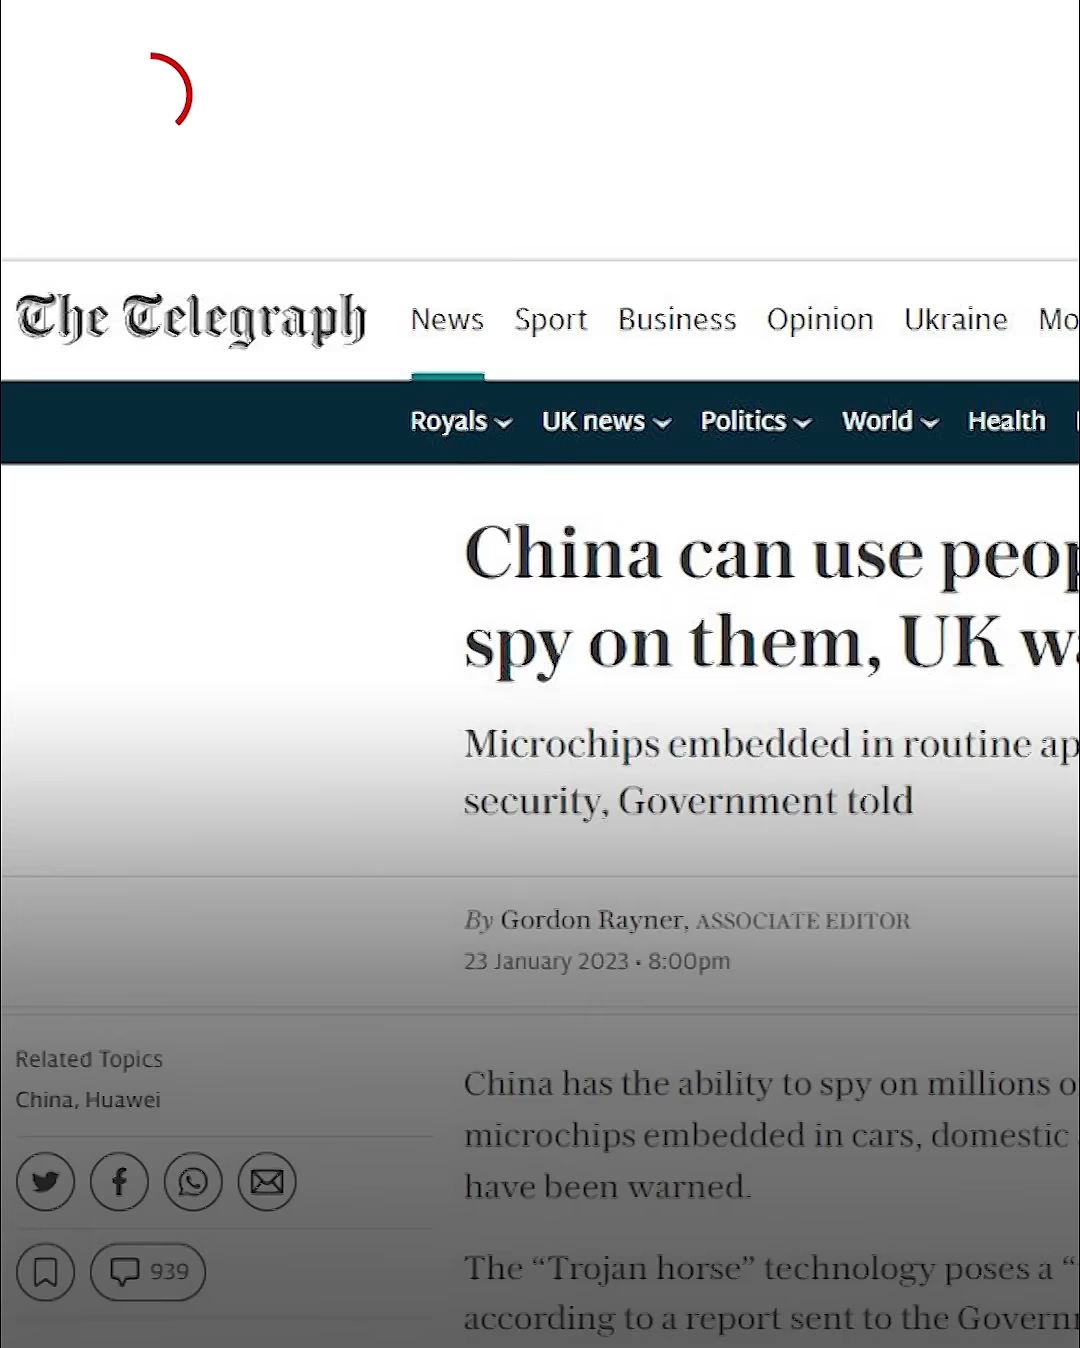 The Telegraph News Sport Business Opinion Ukraine
Royals UK news Politics World Health
China can use
spy on them, UK
Microchips embedded in routine
security, Government told
By Gordon Rayner, ASSOCIATE EDITOR
23 January 2023 • 8:00pm
Related Topics
China, Huawei
939
China has the ability to spy on millions
microchips embedded in cars, domestic
have been warned.
The “Trojan horse” technology poses a “
according to a report sent to the